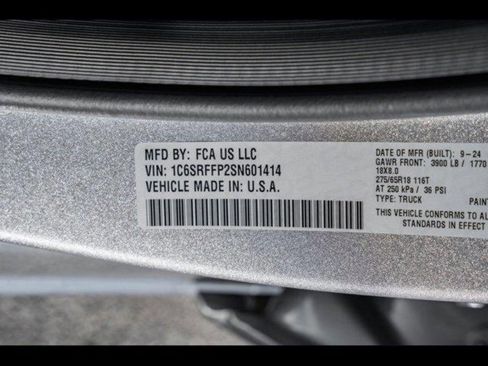 MFD BY: FCA US LLC
VIN: 1C6SRFFP2SN601414
VEHICLE MADE IN: U.S.A.
DATE OF MFR (BUILT): 9-24
GAWR FRONT: 3900 LB / 1770
18X8.0
275/65R18 116T
AT 250 kPa / 36 PSI
TYPE: TRUCK PAIN
THIS VEHICLE CONFORMS TO AL
STANDARDS IN EFFECT